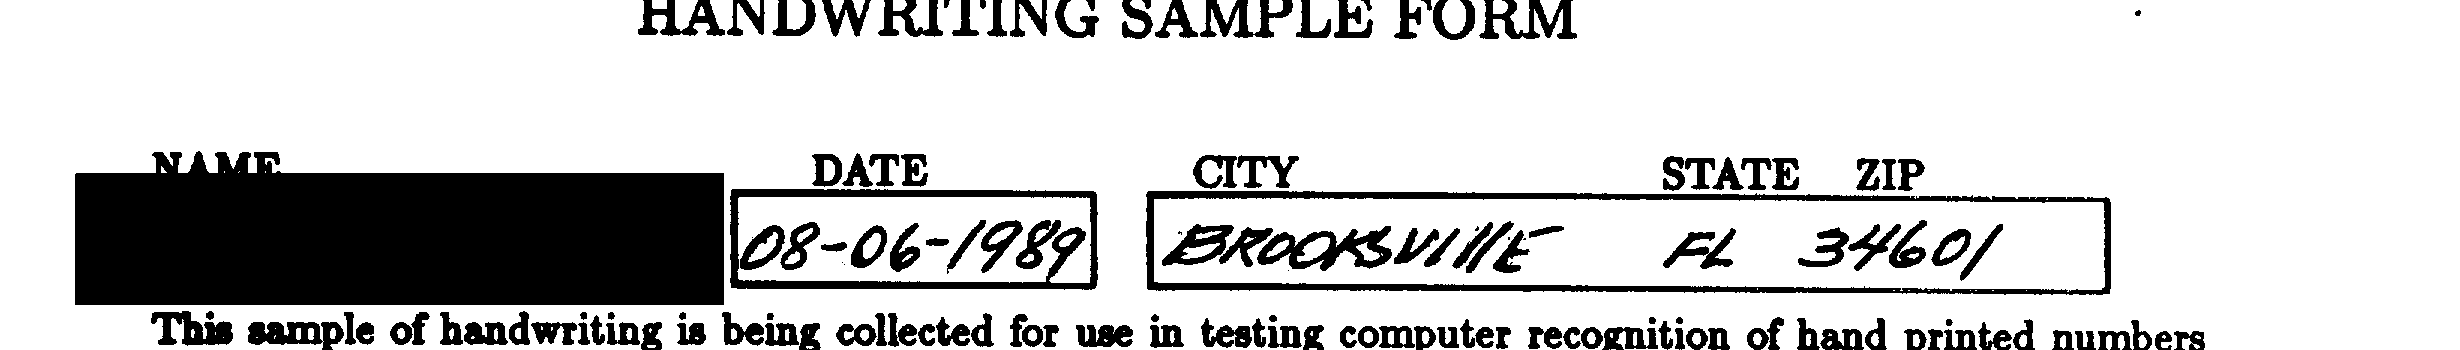 HANDWRITING SAMPLE FORM
NAME DATE CITY STATE ZIP
08-06-1989 BROOKSVILLE FL 34601
This sample of handwriting is being collected for use in testing computer recognition of hand printed numbers